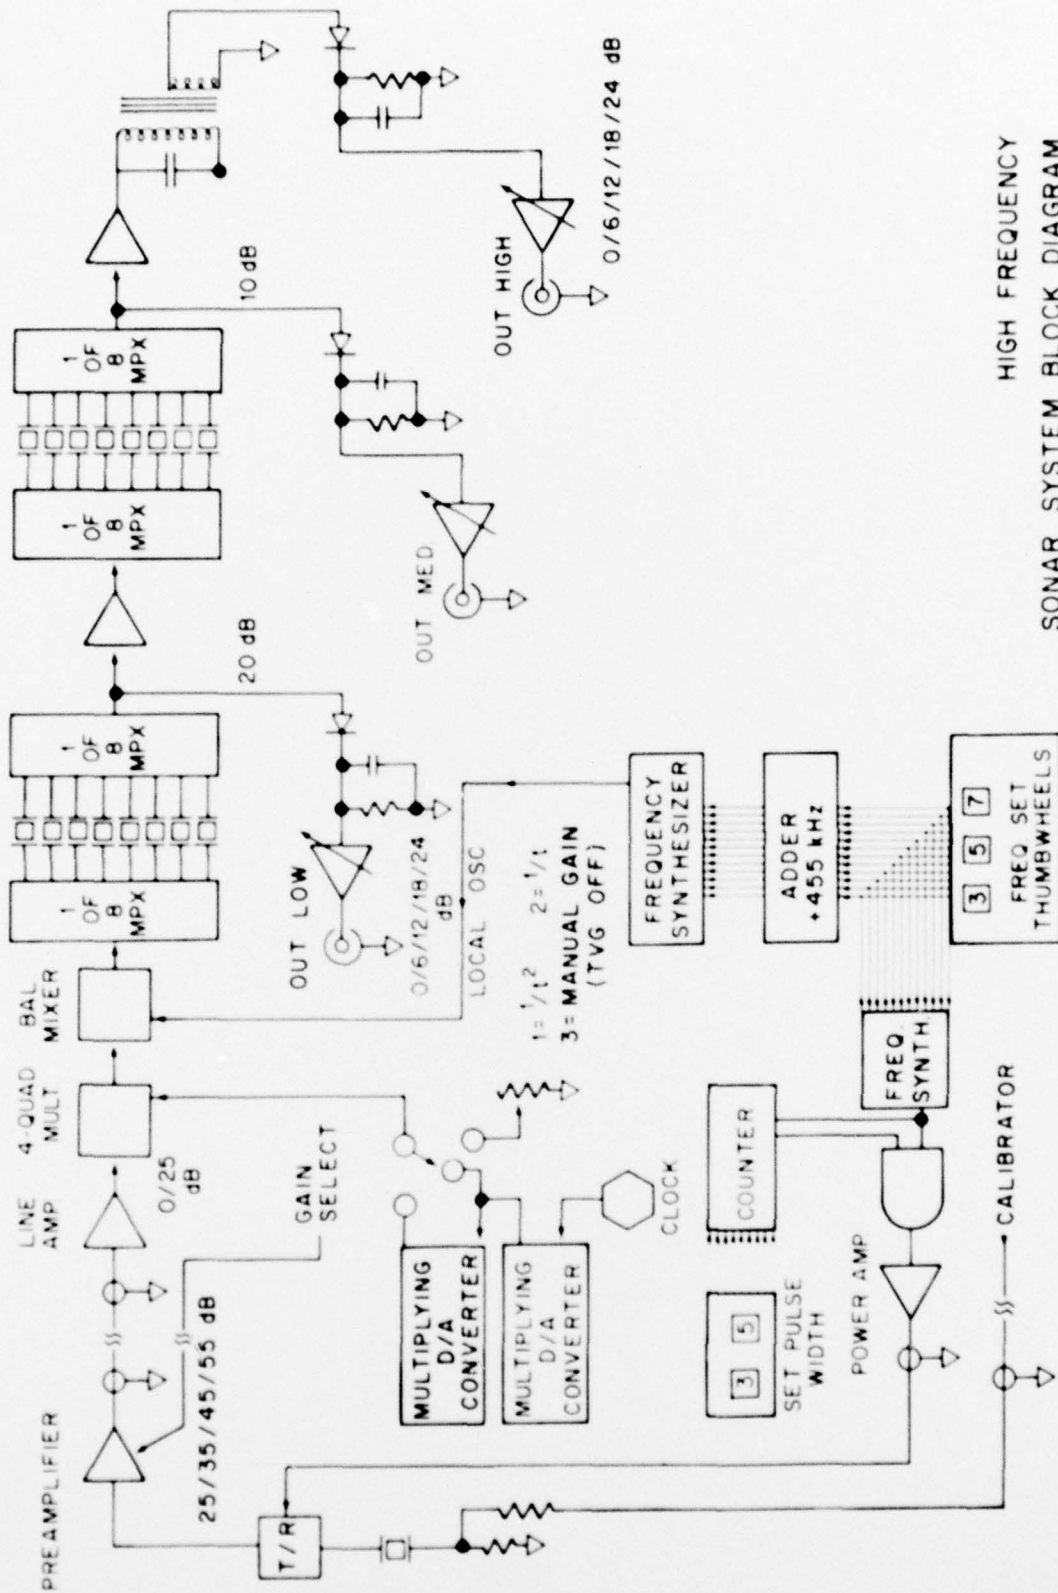 PREAMPLIFIER
25/35/45/55 dB
LINE
AMP
0/25
dB
4-QUAD
MULT
BAL
MIXER
1
OF
8
MPX
1
OF
8
MPX
20 dB
1
OF
8
MPX
1
OF
8
MPX
10 dB
GAIN
SELECT
OUT LOW
0/6/12/18/24
dB
OUT MED
OUT HIGH
0/6/12/18/24 dB
T/R
MULTIPLYING
D/A
CONVERTER
MULTIPLYING
D/A
CONVERTER
CLOCK
LOCAL OSC
1=1/t² 2=1/t
3=MANUAL GAIN
(TVG OFF)
FREQUENCY
SYNTHESIZER
ADDER
+455 kHz
3 5 7
FREQ SET
THUMBWHEELS
3 5
SET PULSE
WIDTH
COUNTER
POWER AMP
FREQ.
SYNTH.
CALIBRATOR
HIGH FREQUENCY
SONAR SYSTEM BLOCK DIAGRAM